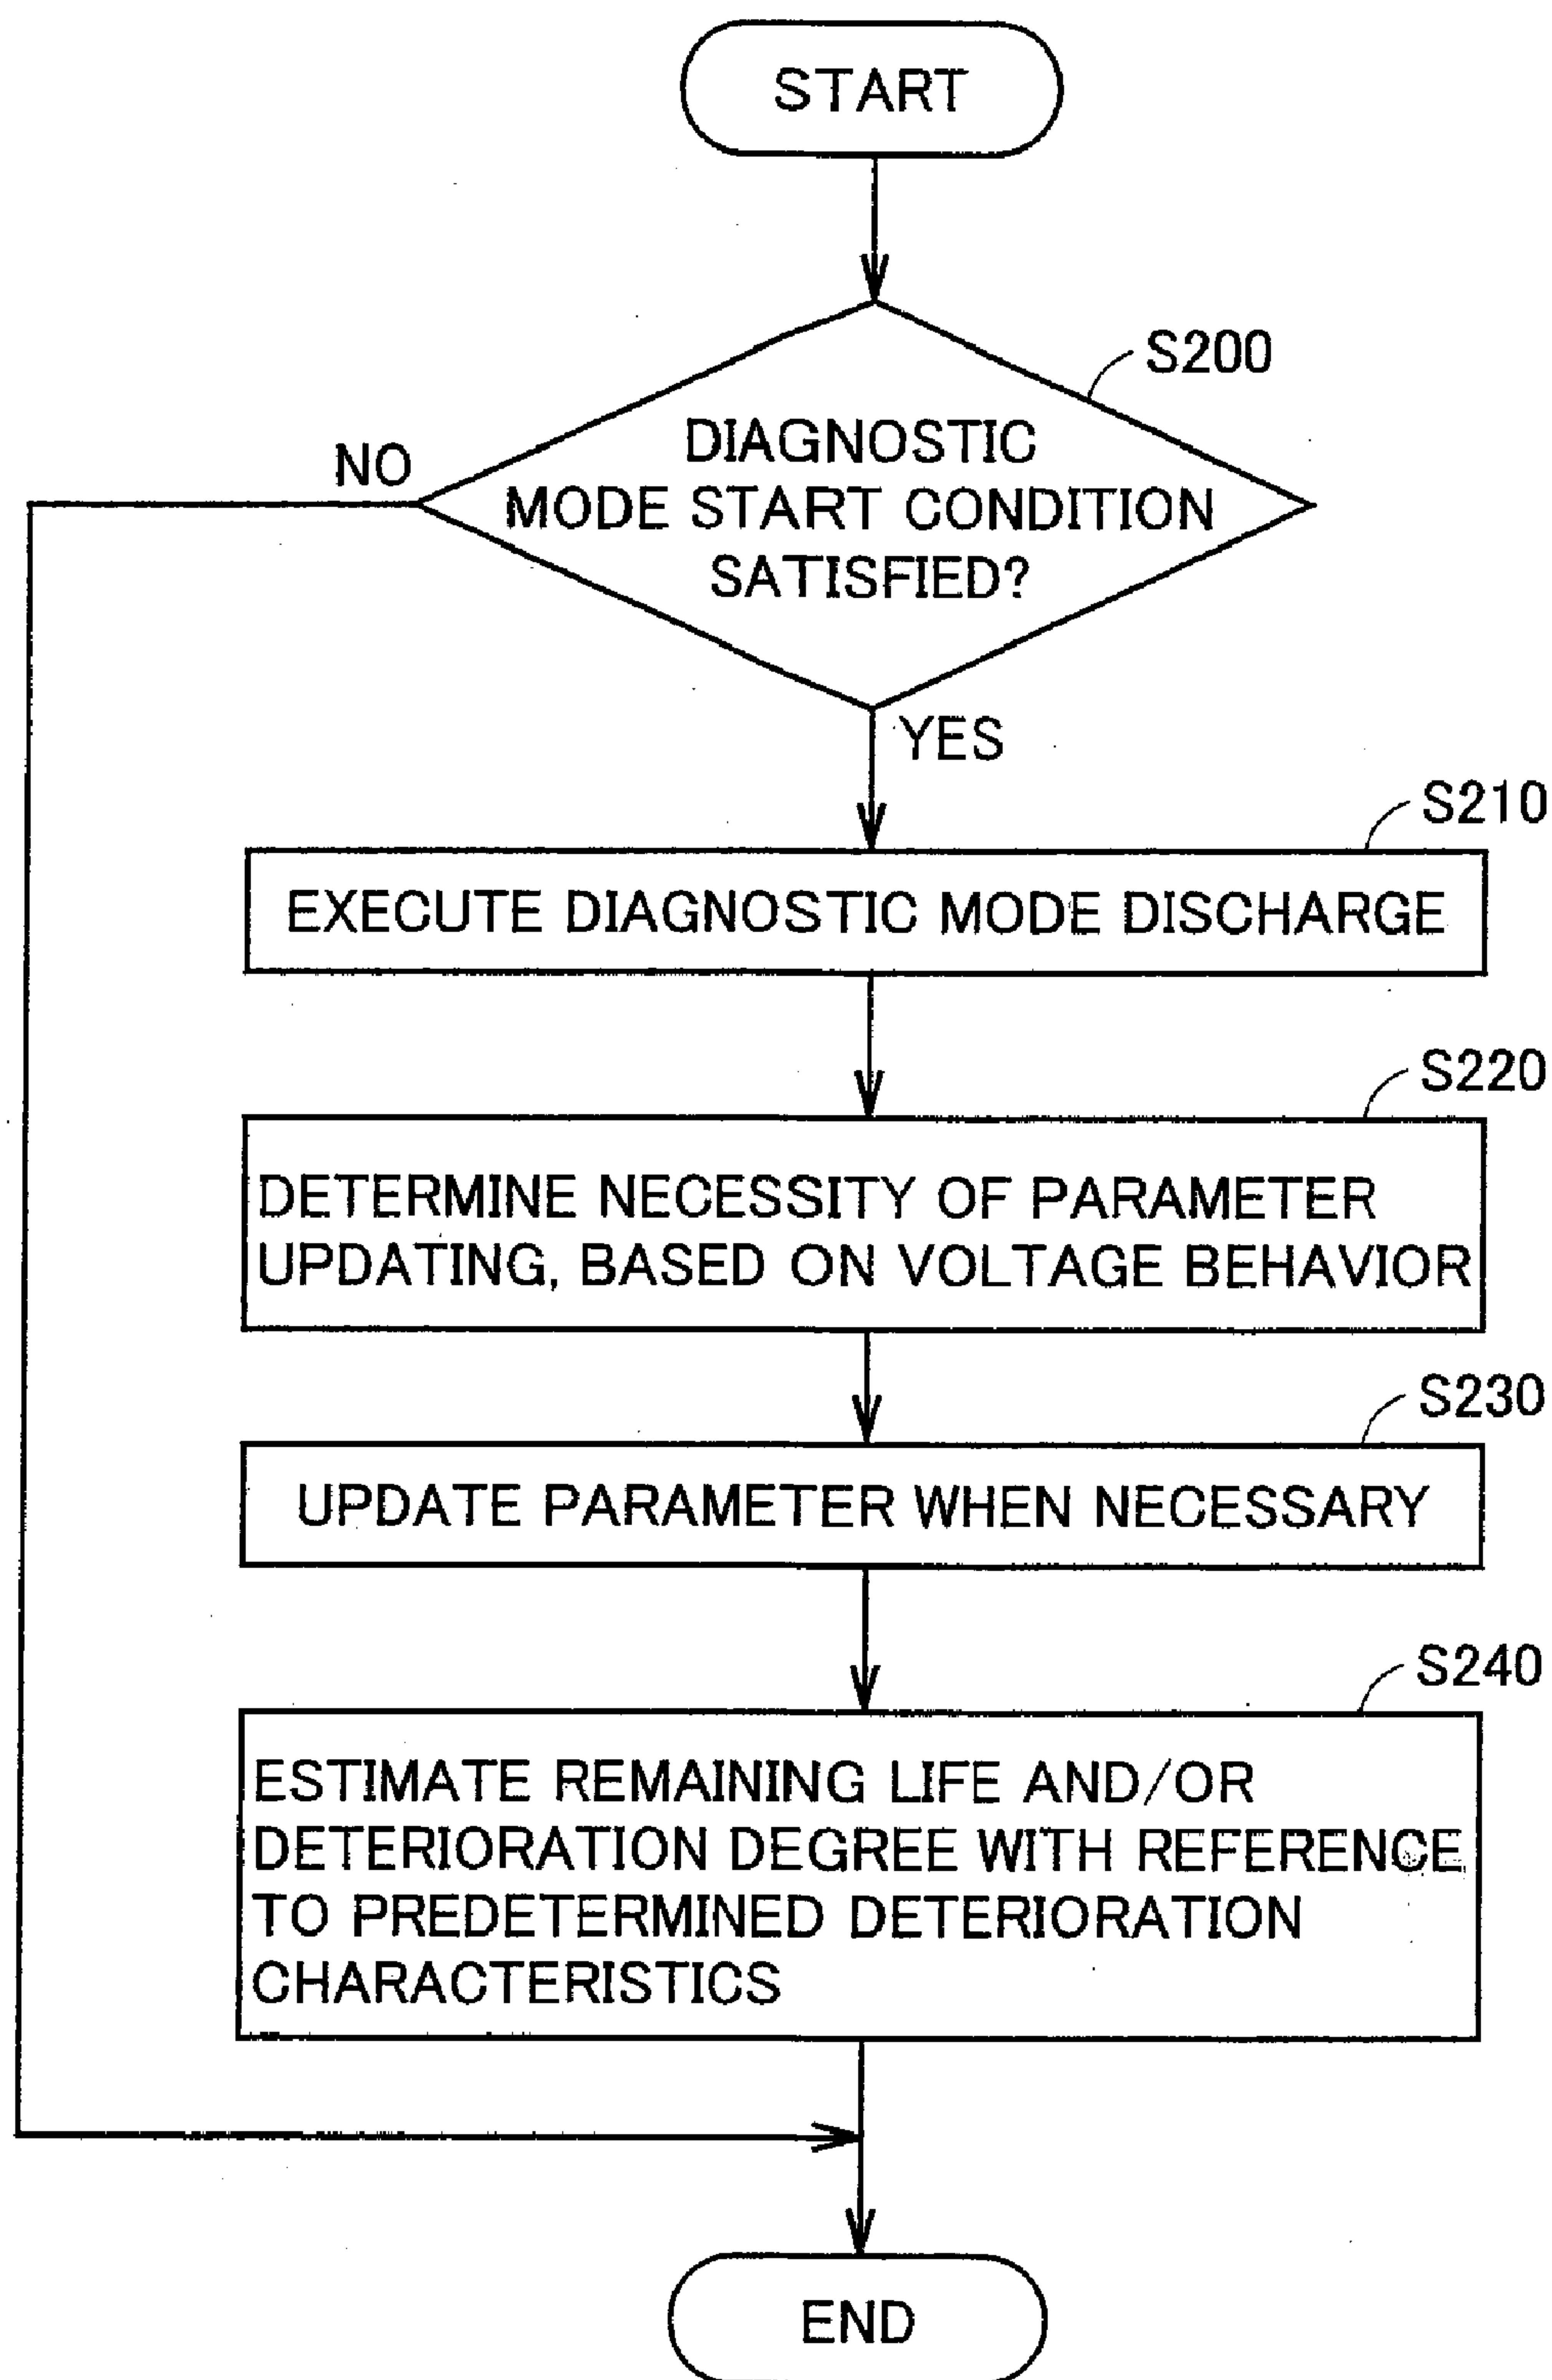 START
S200
DIAGNOSTIC
MODE START CONDITION
SATISFIED?
NO
YES
S210
EXECUTE DIAGNOSTIC MODE DISCHARGE
S220
DETERMINE NECESSITY OF PARAMETER
UPDATING, BASED ON VOLTAGE BEHAVIOR
S230
UPDATE PARAMETER WHEN NECESSARY
S240
ESTIMATE REMAINING LIFE AND/OR
DETERIORATION DEGREE WITH REFERENCE
TO PREDETERMINED DETERIORATION
CHARACTERISTICS
END